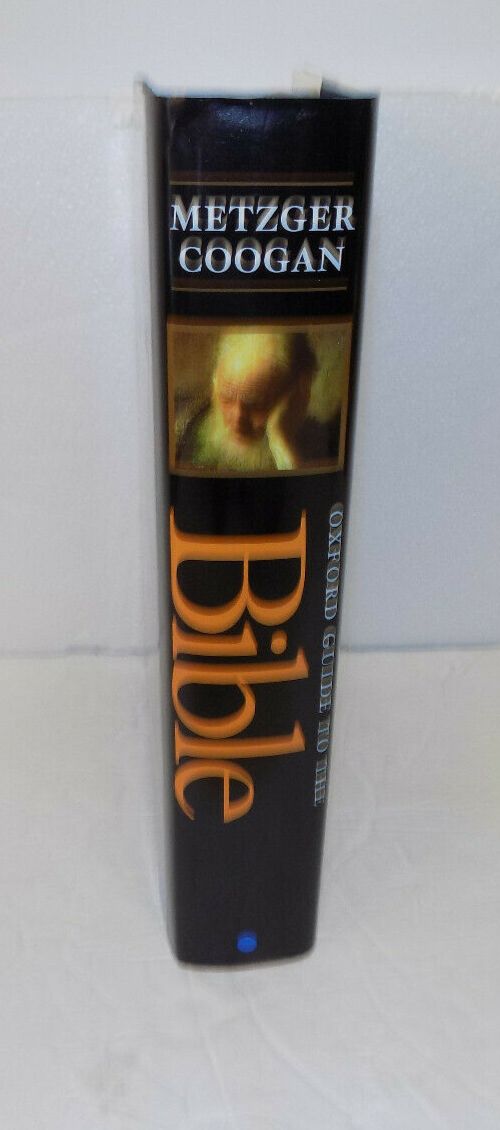 METZGER
COOGAN
OXFORD GUIDE TO THE
Bible